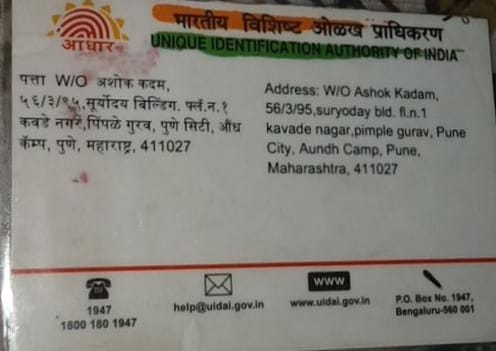 भारतीय विशिष्ट ओळख प्राधिकरण
UNIQUE IDENTIFICATION AUTHORITY OF INDIA
आधार
पत्ता W/O अशोक कदम,
५६/३/९५,सूर्योदय बिल्डिंग. फ्लॅ.न.१
कवडे नगर,पिंपळे गुरव, पुणे सिटी, औंध
कॅम्प, पुणे, महाराष्ट्र, 411027
Address: W/O Ashok Kadam,
56/3/95,suryoday bld. fl.n.1
kavade nagar,pimple gurav, Pune
City, Aundh Camp, Pune,
Maharashtra, 411027
1947
1800 180 1947
help@uidai.gov.in
WWW
www.uidai.gov.in
P.O. Box No. 1947,
Bengaluru-560 001